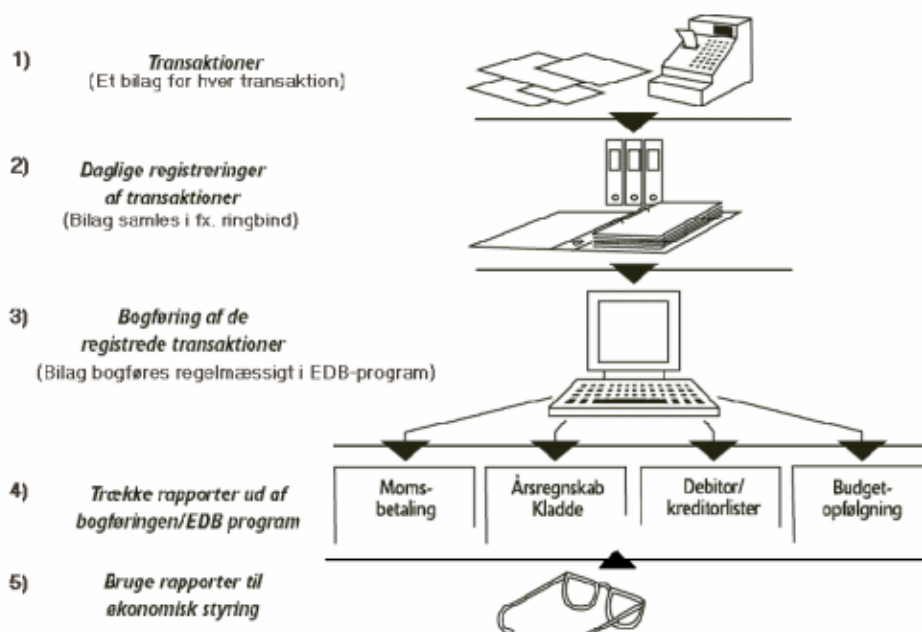 1) Transaktioner
(Et bilag for hver transaktion)
2) Daglige registreringer
af transaktioner
(Bilag samles i fx. ringbind)
3) Bogføring af de
registrede transaktioner
(Bilag bogføres regelmæssigt i EDB-program)
4) Trække rapporter ud af
bogføringen/EDB program
Moms-
betaling
Årsregnskab
Kladde
Debitor/
kreditorlister
Budget-
opfølgning
5) Bruge rapporter til
økonomisk styring